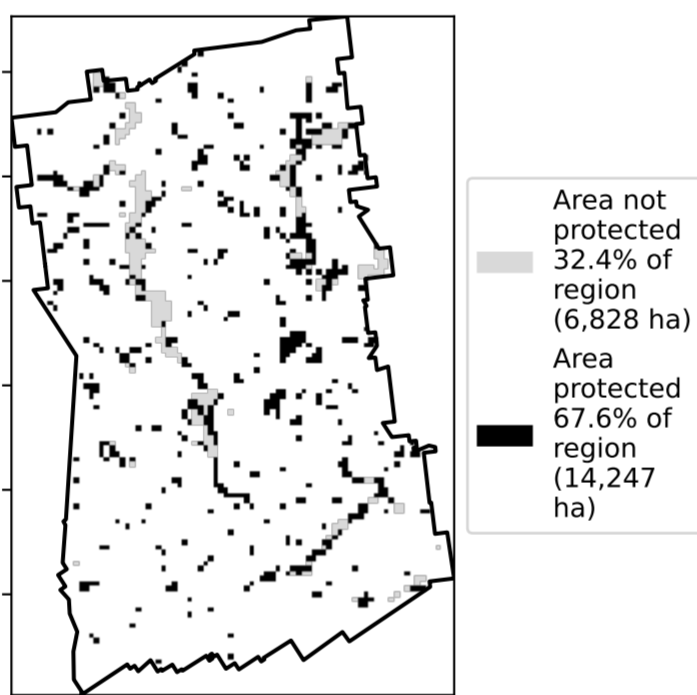 Area not
protected
32.4% of
region
(6,828 ha)
Area
protected
67.6% of
region
(14,247
ha)